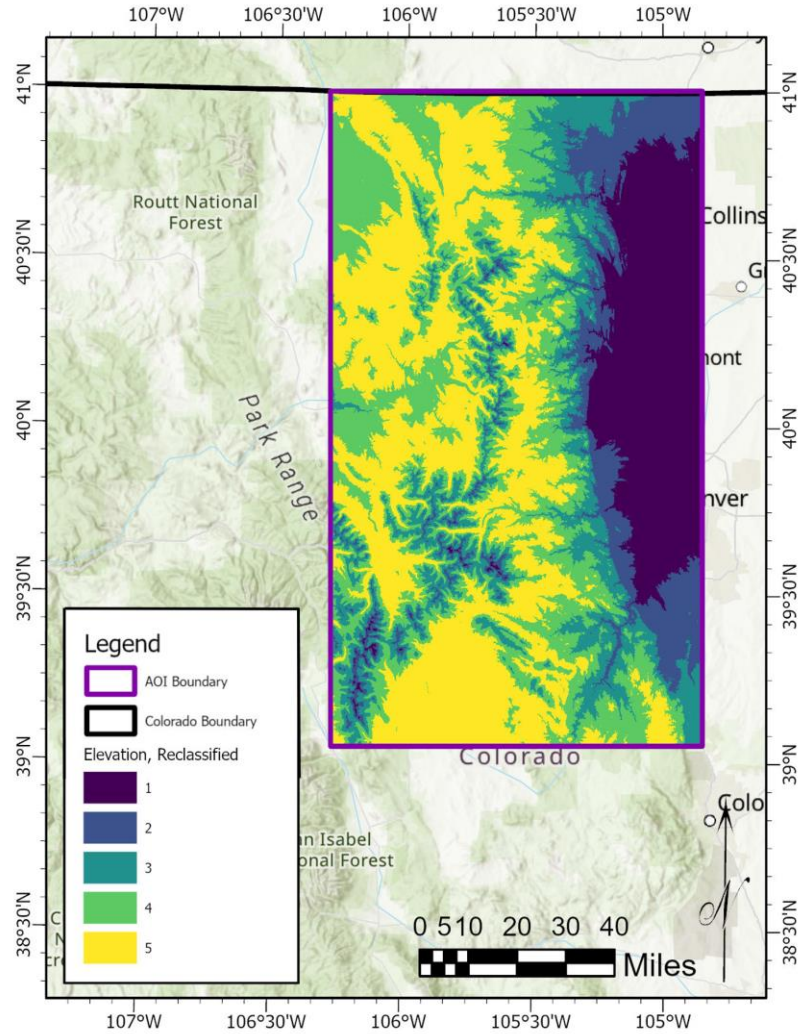 107°W 106°30'W 106°W 105°30'W 105°W
41°N
41°N
Routt National
Forest
Collins
40°30'N
40°30'N
mont
Park Range
40°N
40°N
nver
39°30'N
39°30'N
Legend
AOI Boundary
Colorado Boundary
Elevation, Reclassified
1
2
3
4
5
39°N
39°N
Colorado
Colo
an Isabel
onal Forest
38°30'N
38°30'N
0 5 10 20 30 40
Miles
107°W 106°30'W 106°W 105°30'W 105°W